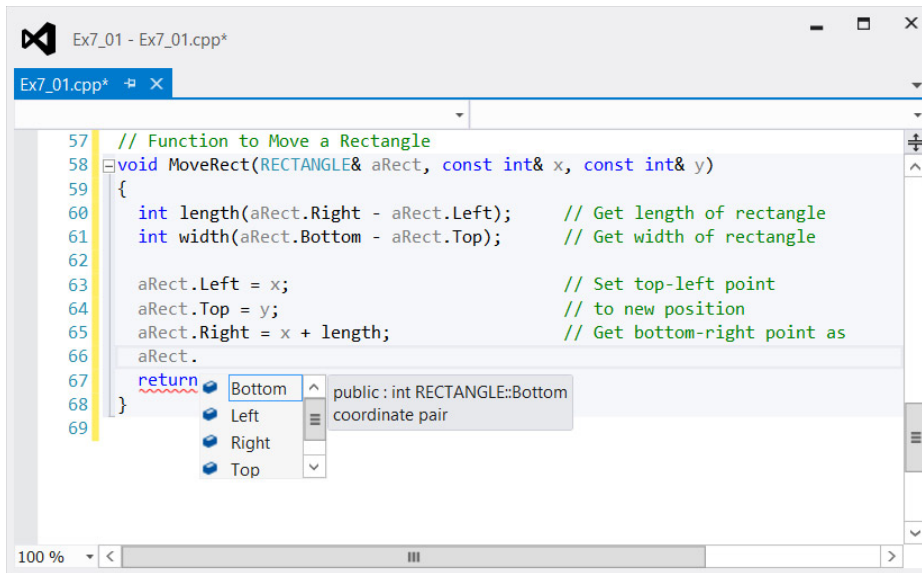 Ex7_01 - Ex7_01.cpp*
Ex7_01.cpp*
57 // Function to Move a Rectangle
58 void MoveRect(RECTANGLE& aRect, const int& x, const int& y)
59 {
60 int length(aRect.Right - aRect.Left); // Get length of rectangle
61 int width(aRect.Bottom - aRect.Top); // Get width of rectangle
62
63 aRect.Left = x; // Set top-left point
64 aRect.Top = y; // to new position
65 aRect.Right = x + length; // Get bottom-right point as
66 aRect.
67 return
68 }
69
Bottom
Left
Right
Top
public : int RECTANGLE::Bottom
coordinate pair
100 %